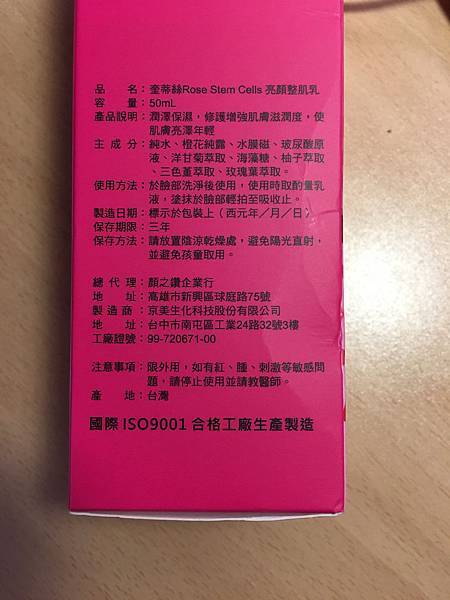 品　　名：奎蒂絲Rose Stem Cells 亮顏整肌乳
容　　量：50mL
產品說明：潤澤保濕，修護增強肌膚滋潤度，使
肌膚亮澤年輕
主 成 分：純水、橙花純露、水膜磁、玻尿酸原
液、洋甘菊萃取、海藻糖、柚子萃取
、三色堇萃取、玫瑰葉萃取。
使用方法：於臉部洗淨後使用，使用時取酌量乳
液，塗抹於臉部輕拍至吸收止。
製造日期：標示於包裝上（西元年／月／日）
保存期限：三年
保存方法：請放置陰涼乾燥處，避免陽光直射，
並避免孩童取用。
總 代 理：顏之鑽企業行
地　　址：高雄市新興區球庭路75號
製 造 商：京美生化科技股份有限公司
地　　址：台中市南屯區工業24路32號3樓
工廠證號：99-720671-00
注意事項：限外用，如有紅、腫、刺激等敏感問
題，請停止使用並請教醫師。
產　　地：台灣
國際 ISO9001 合格工廠生產製造